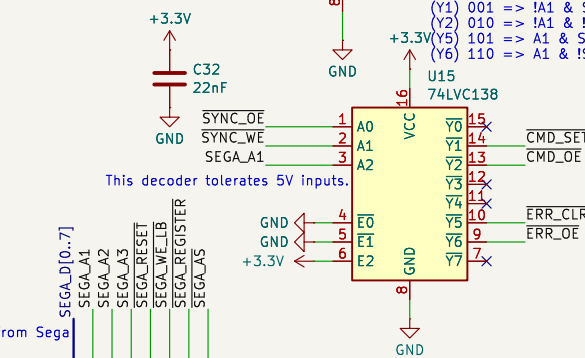 8
(Y1) 001 => !A1 & S
(Y2) 010 => !A1 & !
(Y5) 101 => A1 & S
(Y6) 110 => A1 & !S
+3.3V
+3.3V
GND
C32
22nF
GND
U15
74LVC138
16
VCC
SYNC_OE 1 A0 Y0 15
SYNC_WE 2 A1 Y1 14 CMD_SET
SEGA_A1 3 A2 Y2 13 CMD_OE
This decoder tolerates 5V inputs.
Y3 12
Y4 11
GND 4 E0 Y5 10 ERR_CLR
GND 5 E1 Y6 9 ERR_OE
+3.3V 6 E2 Y7 7
GND
8
GND
SEGA_D[0..7]
SEGA_A1
SEGA_A2
SEGA_A3
SEGA_RESET
SEGA_WE_LB
SEGA_REGISTER
SEGA_AS
rom Sega